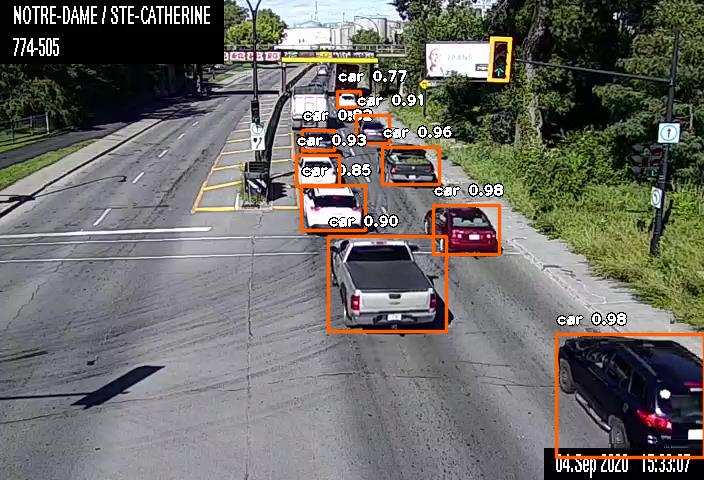 NOTRE-DAME / STE-CATHERINE
774-505
car 0.77
car 0.91
car 0.96
car 0.93
car 0.85
car 0.98
car 0.90
car 0.98
04.Sep 2020 15:33:07